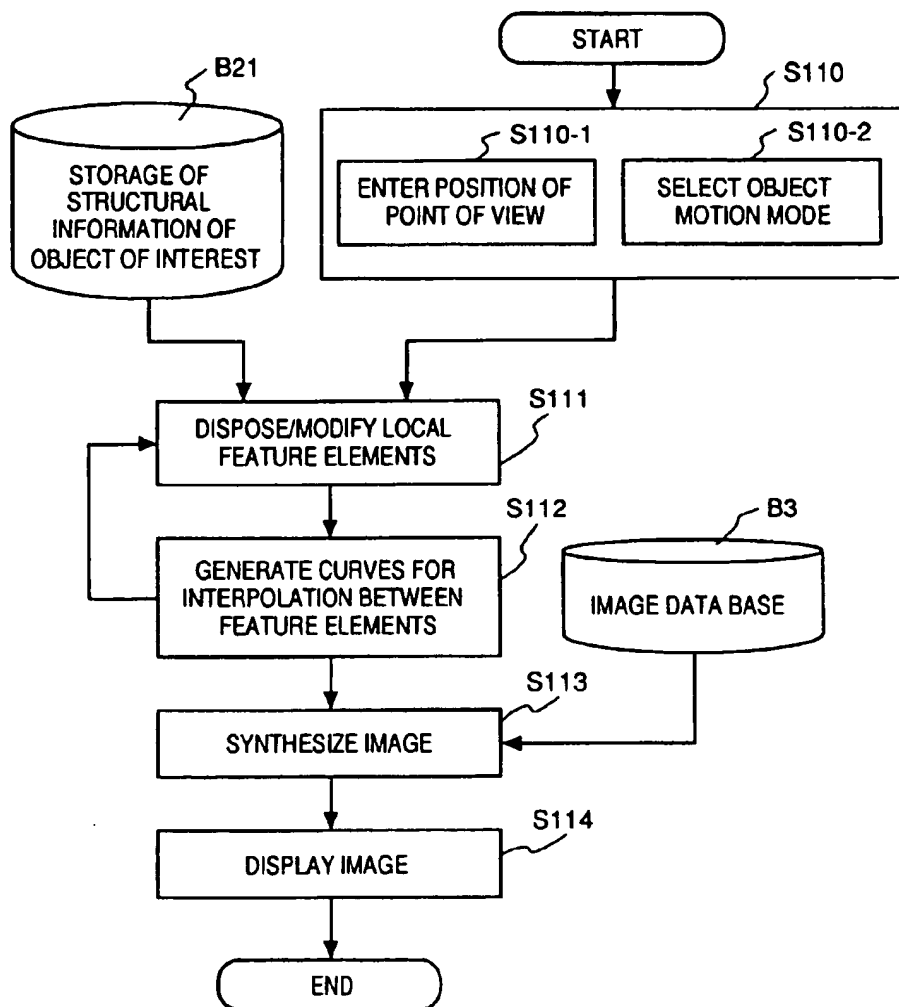 START
B21
S110
S110-1
S110-2
STORAGE OF
STRUCTURAL
INFORMATION OF
OBJECT OF INTEREST
ENTER POSITION OF
POINT OF VIEW
SELECT OBJECT
MOTION MODE
S111
DISPOSE/MODIFY LOCAL
FEATURE ELEMENTS
S112
GENERATE CURVES FOR
INTERPOLATION BETWEEN
FEATURE ELEMENTS
B3
IMAGE DATA BASE
S113
SYNTHESIZE IMAGE
S114
DISPLAY IMAGE
END